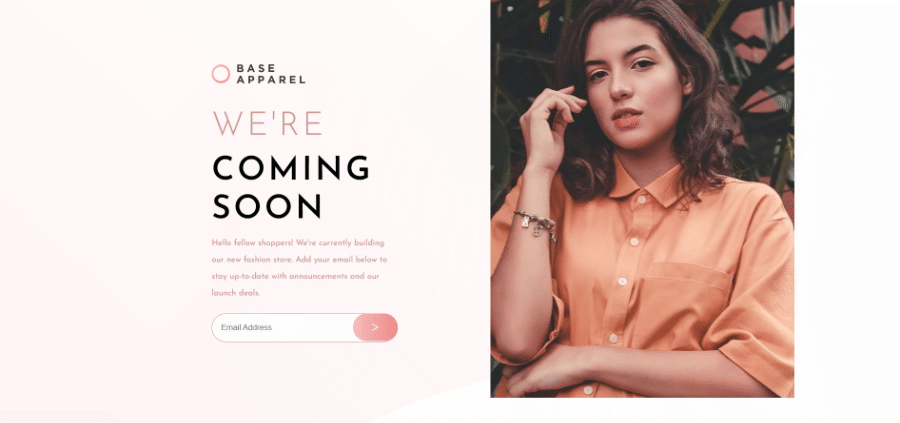 BASE
APPAREL
WE'RE
COMING
SOON
Hello fellow shoppers! We're currently building
our new fashion store. Add your email below to
stay up-to-date with announcements and our
launch deals.
Email Address
>